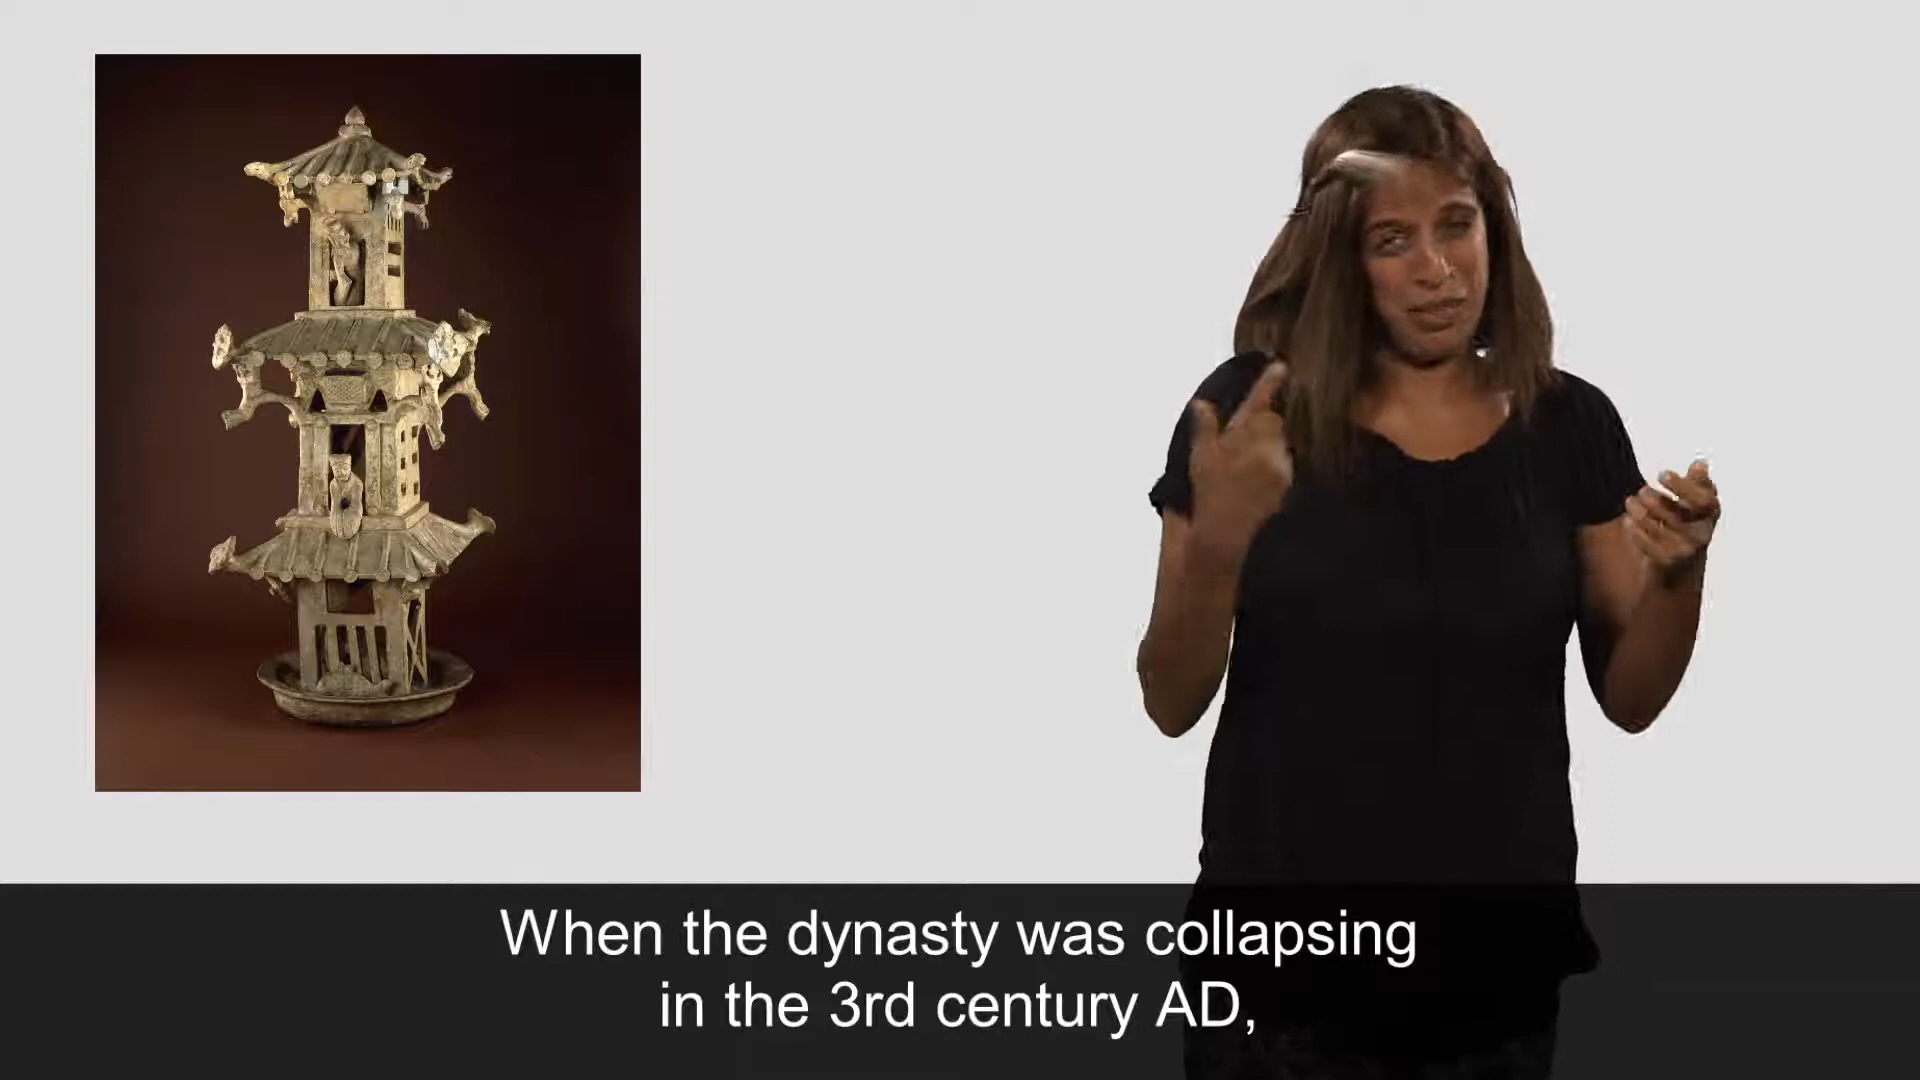 When the dynasty was collapsing
in the 3rd century AD,